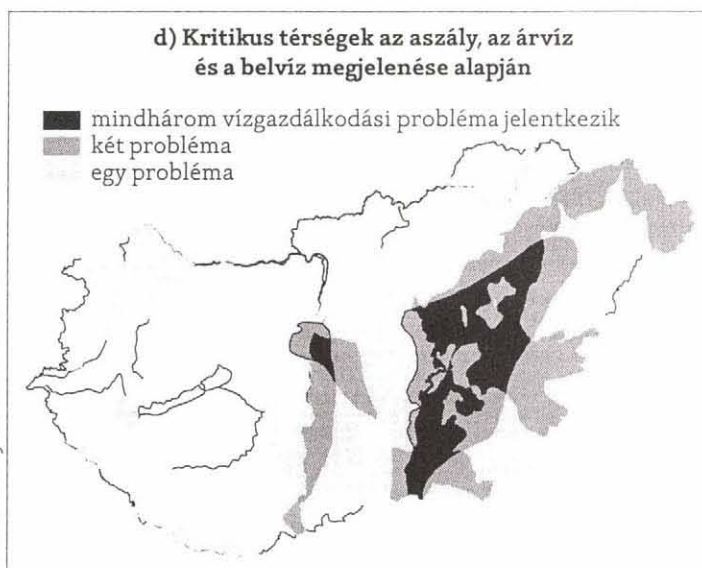 d) Kritikus térségek az aszály, az árvíz
és a belvíz megjelenése alapján
mindhárom vízgazdálkodási probléma jelentkezik
két probléma
egy probléma